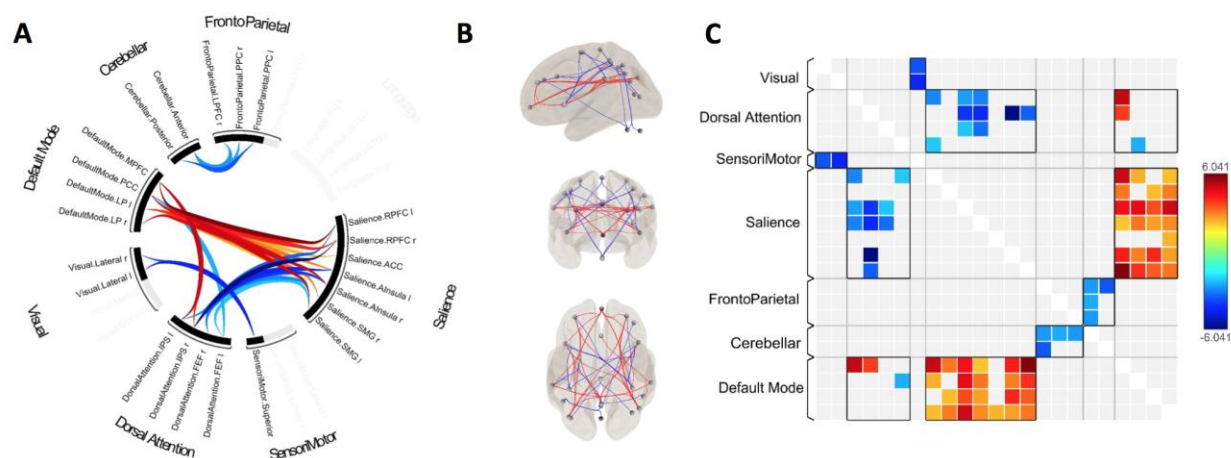 A
FrontoParietal
FrontoParietal.LPFC r
FrontoParietal.PPC r
FrontoParietal.PPC l
Cerebellar
Cerebellar.Anterior
Cerebellar.Posterior
Default Mode
DefaultMode.MPFC
DefaultMode.PCC
DefaultMode.LP l
DefaultMode.LP r
Visual
Visual.Lateral r
Visual.Lateral l
Dorsal Attention
DorsalAttention.IPS l
DorsalAttention.IPS r
DorsalAttention.FEF r
DorsalAttention.FEF l
SensoriMotor
SensoriMotor.Superior
Salience
Salience.RPFC l
Salience.RPFC r
Salience.ACC
Salience.AInsula l
Salience.AInsula r
Salience.SMG r
Salience.SMG l
Language
B
C
Visual
Dorsal Attention
SensoriMotor
Salience
FrontoParietal
Cerebellar
Default Mode
6.041
-6.041